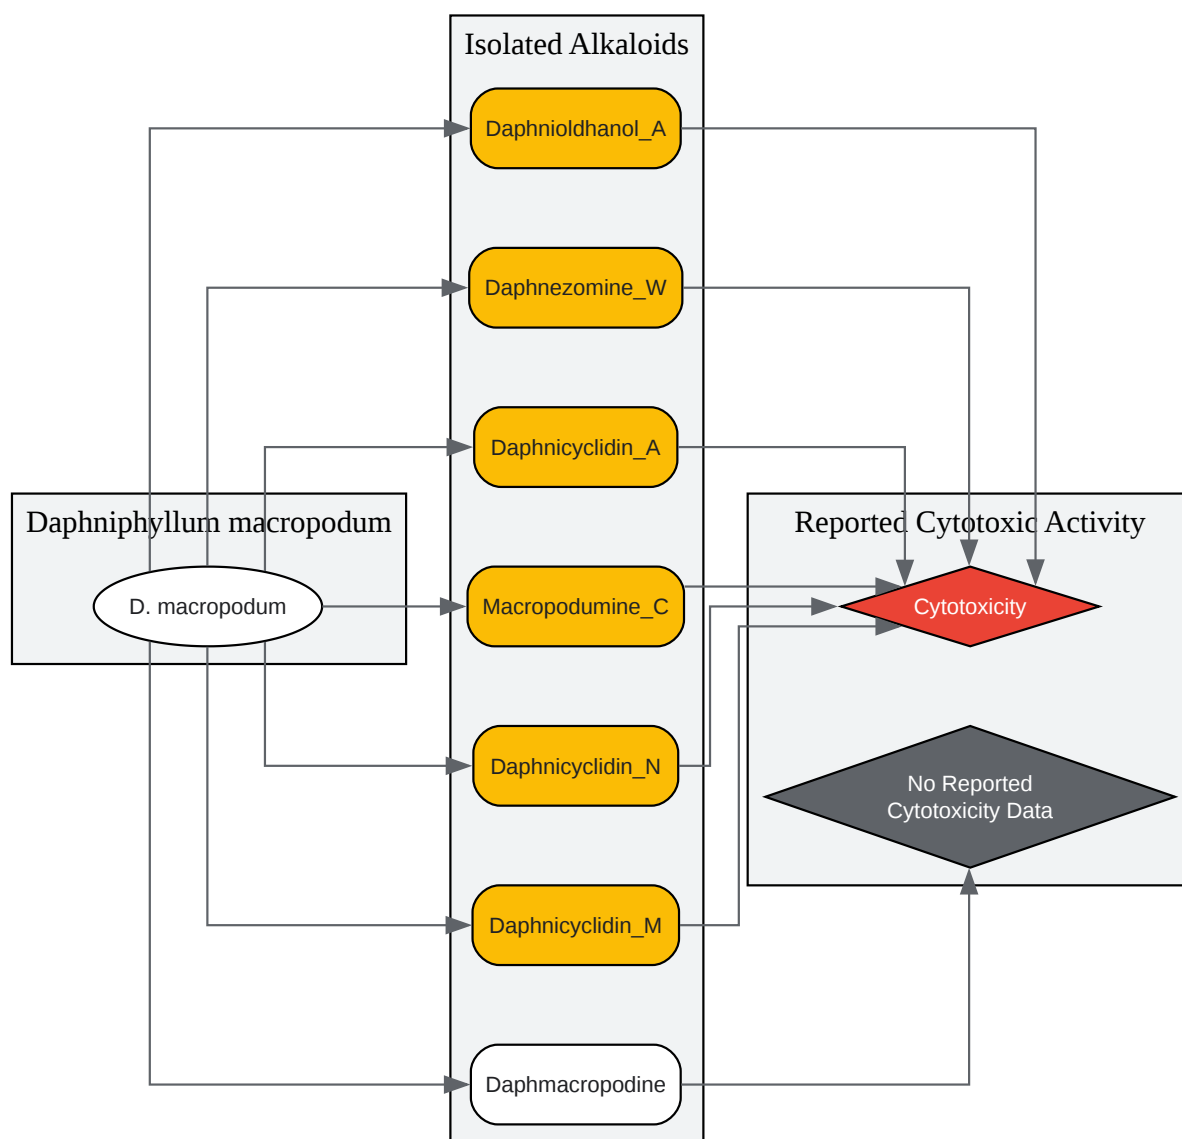 Isolated Alkaloids
Daphnioldhanol_A
Daphnezomine_W
Daphnicyclidin_A
Daphniphyllum macropodum
Reported Cytotoxic Activity
D. macropodum
Macropodumine_C
Cytotoxicity
Daphnicyclidin_N
No Reported
Cytotoxicity Data
Daphnicyclidin_M
Daphmacropodine